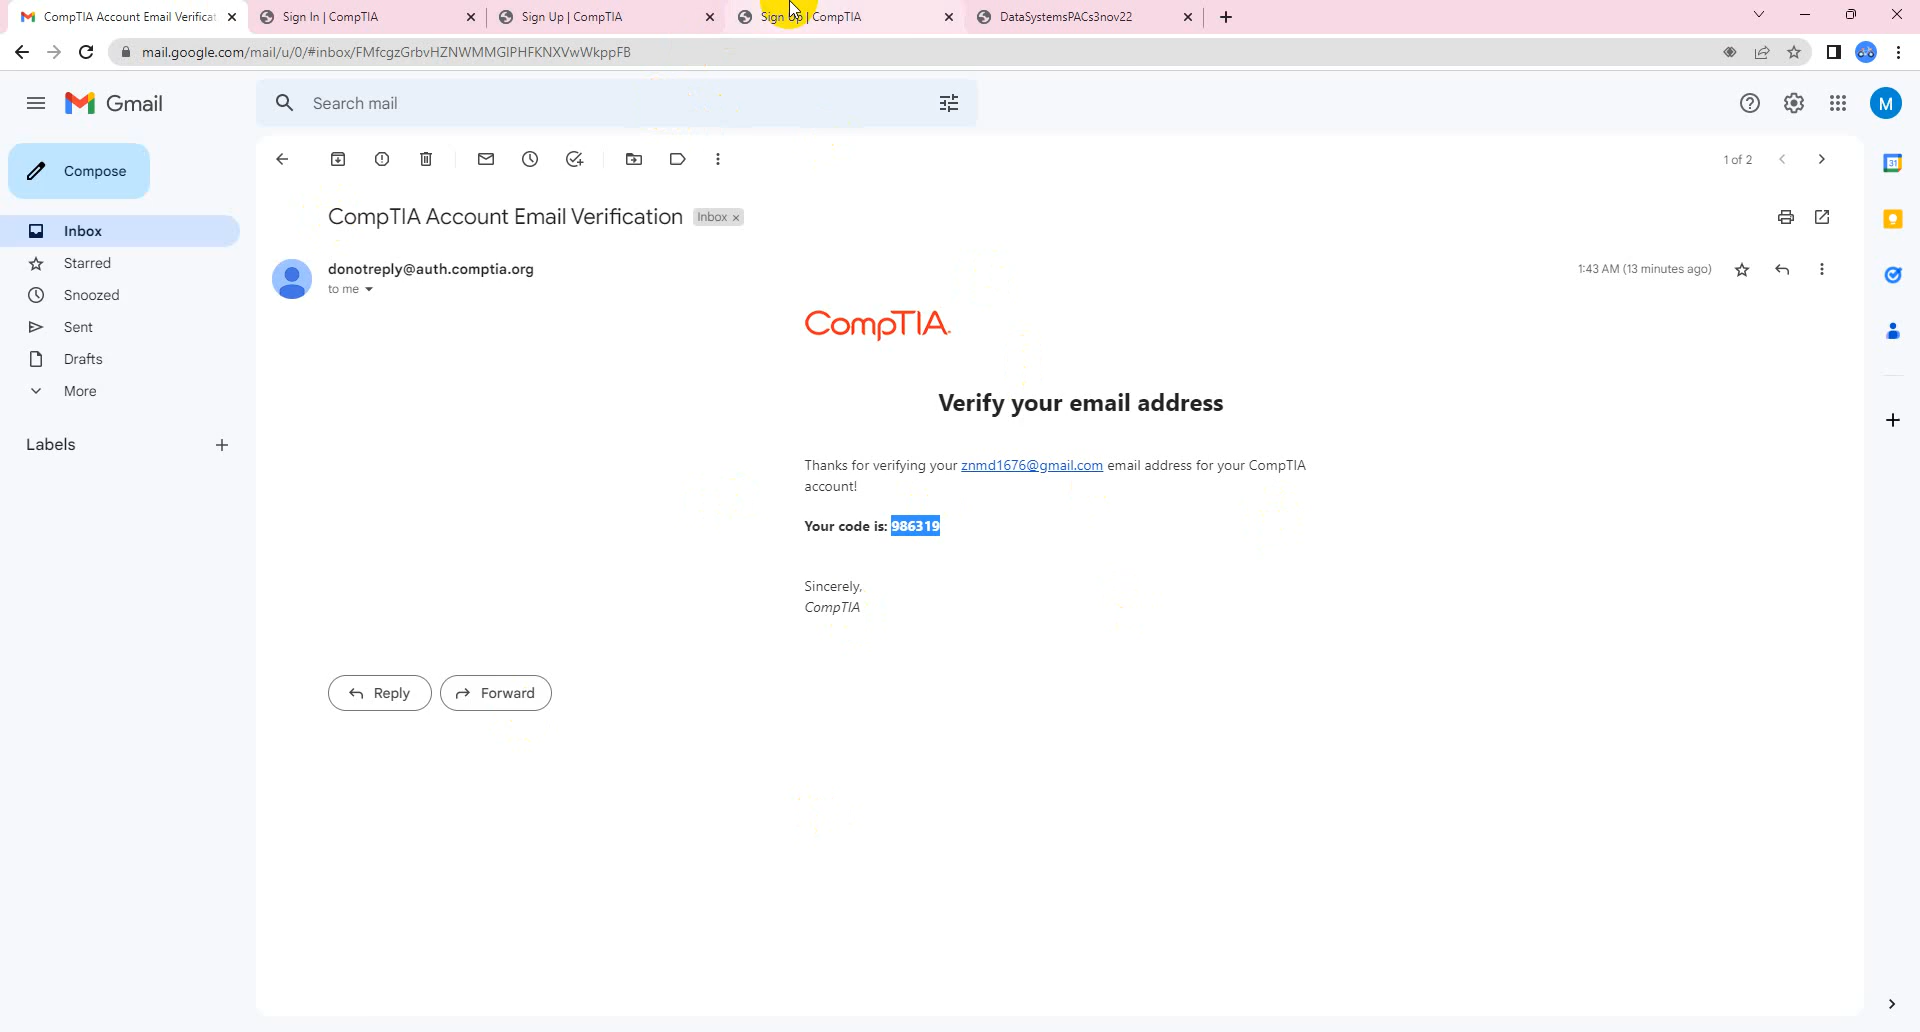 CompTIA Account Email Verificat
Sign In | CompTIA
Sign Up | CompTIA
Sign Up | CompTIA
DataSystemsPACs3nov22
mail.google.com/mail/u/0/#inbox/FMfcgzGrbvHZNWMMGlPHFKNXVwWkppFB
Gmail
Search mail
M
Compose
1 of 2
31
CompTIA Account Email Verification
Inbox ×
Inbox
Starred
Snoozed
Sent
Drafts
More
Labels
donotreply@auth.comptia.org
1:43 AM (13 minutes ago)
to me
CompTIA.
Verify your email address
Thanks for verifying your znmd1676@gmail.com email address for your CompTIA
account!
Your code is: 986319
Sincerely,
CompTIA
Reply
Forward